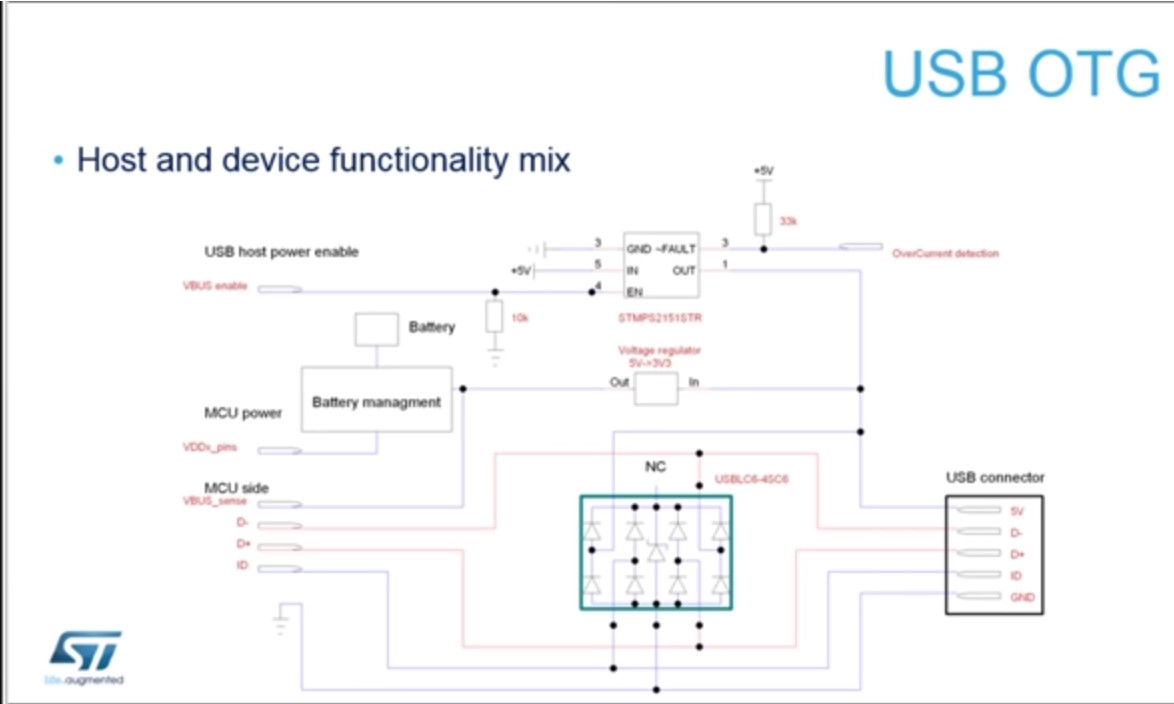 USB OTG
• Host and device functionality mix
+5V
33k
USB host power enable
3
GND ~FAULT
3
OverCurrent detection
+5V
5
IN
OUT
1
VBUS enable
4
EN
10k
STMPS2151STR
Battery
Voltage regulator
5V->3V3
Out
In
Battery managment
MCU power
VDDx_pins
NC
USBLC6-4SC6
USB connector
MCU side
VBUS_sense
D-
D+
ID
5V
D-
D+
ID
GND
ST
life.augmented